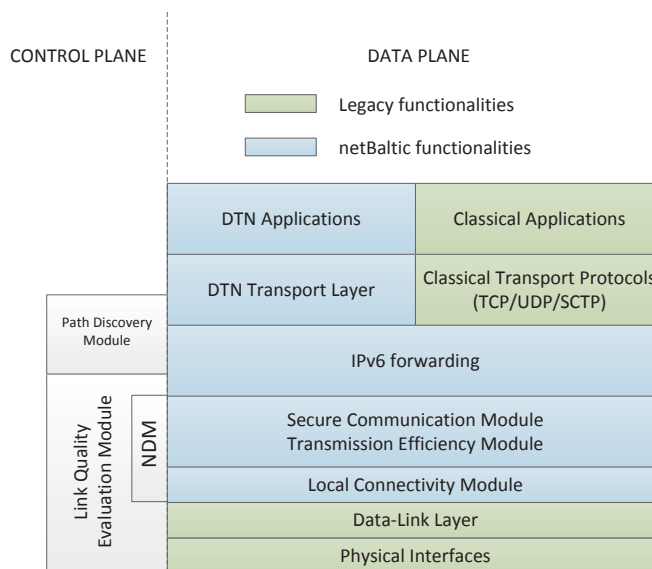 CONTROL PLANE
DATA PLANE
Legacy functionalities
netBaltic functionalities
DTN Applications
Classical Applications
DTN Transport Layer
Classical Transport Protocols
(TCP/UDP/SCTP)
Path Discovery
Module
IPv6 forwarding
Link Quality
Evaluation Module
NDM
Secure Communication Module
Transmission Efficiency Module
Local Connectivity Module
Data-Link Layer
Physical Interfaces